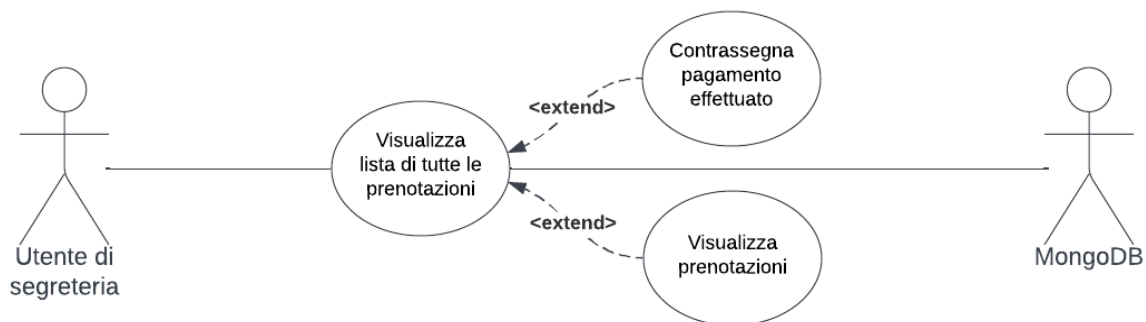 Contrassegna
pagamento
effettuato
<extend>
Visualizza
lista di tutte le
prenotazioni
<extend>
Visualizza
prenotazioni
Utente di
segreteria
MongoDB